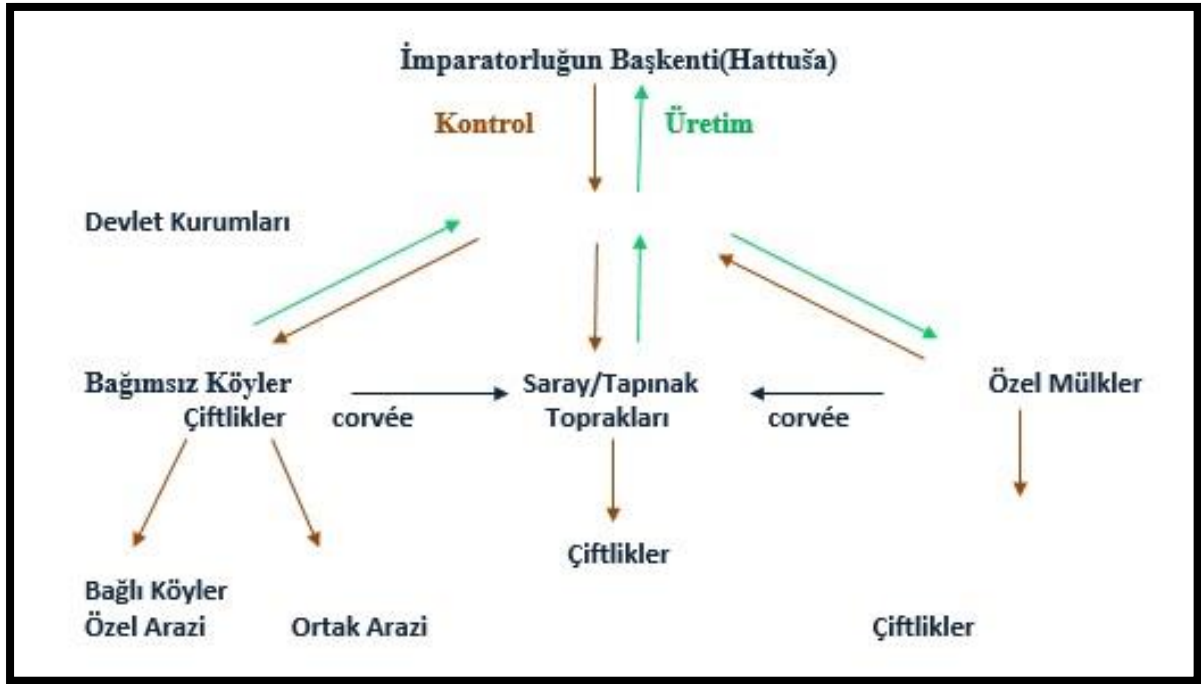 İmparatorluğun Başkenti(Hattuša)
Kontrol Üretim
Devlet Kurumları
Bağımsız Köyler
Çiftlikler
corvée
Saray/Tapınak
Toprakları
corvée
Özel Mülkler
Çiftlikler
Bağlı Köyler
Özel Arazi
Ortak Arazi
Çiftlikler